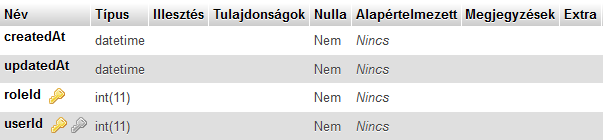 Név Típus Illesztés Tulajdonságok Nulla Alapértelmezett Megjegyzések Extra
createdAt datetime Nem Nincs
updatedAt datetime Nem Nincs
roleId int(11) Nem Nincs
userId int(11) Nem Nincs